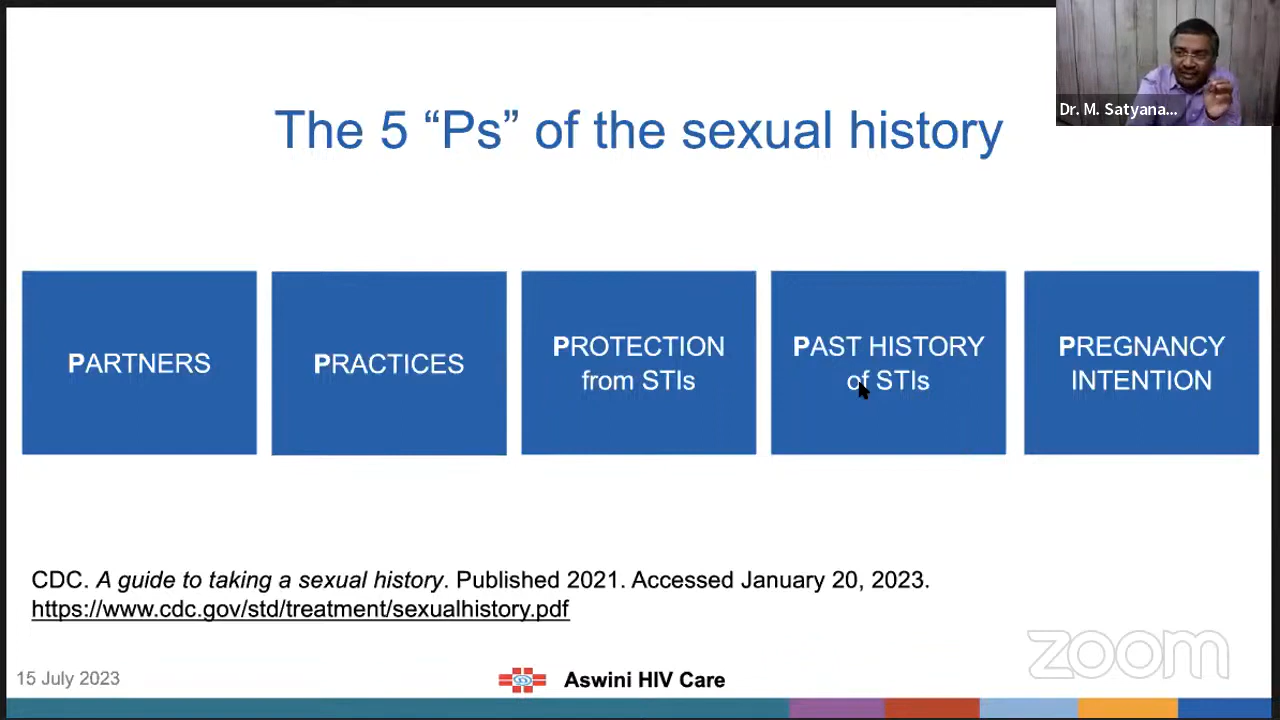 Dr. M. Satyana...
The 5 “Ps” of the sexual history
PARTNERS
PRACTICES
PROTECTION
from STIs
PAST HISTORY
of STIs
PREGNANCY
INTENTION
CDC. A guide to taking a sexual history. Published 2021. Accessed January 20, 2023.
https://www.cdc.gov/std/treatment/sexualhistory.pdf
zoom
15 July 2023
Aswini HIV Care